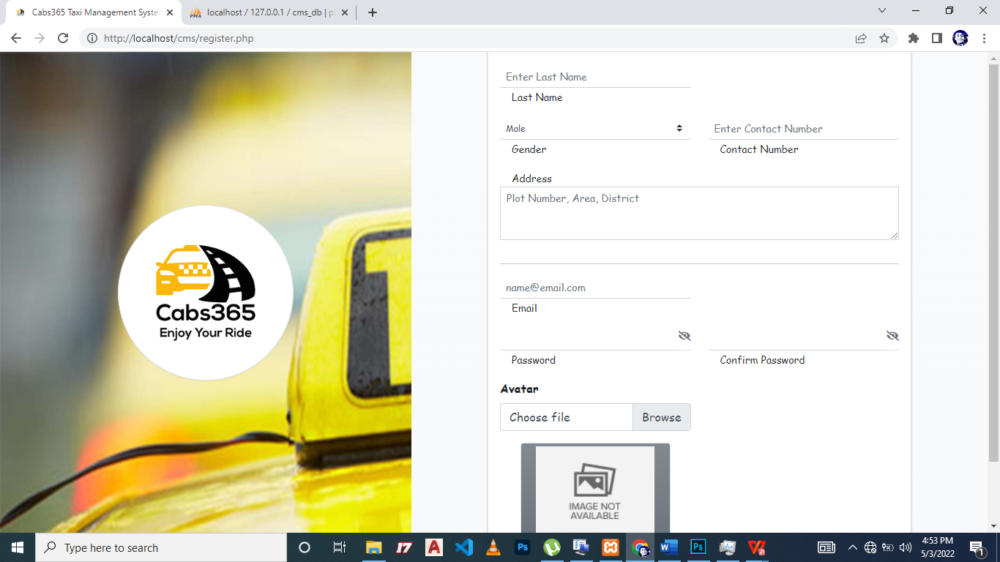 Cabs365 Taxi Management Syste
localhost / 127.0.0.1 / cms_db | p
http://localhost/cms/register.php
Enter Last Name
Last Name
Male
Enter Contact Number
Gender
Contact Number
Address
Plot Number, Area, District
name@email.com
Email
Password
Confirm Password
Avatar
Choose file
Browse
IMAGE NOT
AVAILABLE
Cabs365
Enjoy Your Ride
Type here to search
4:53 PM
5/3/2022